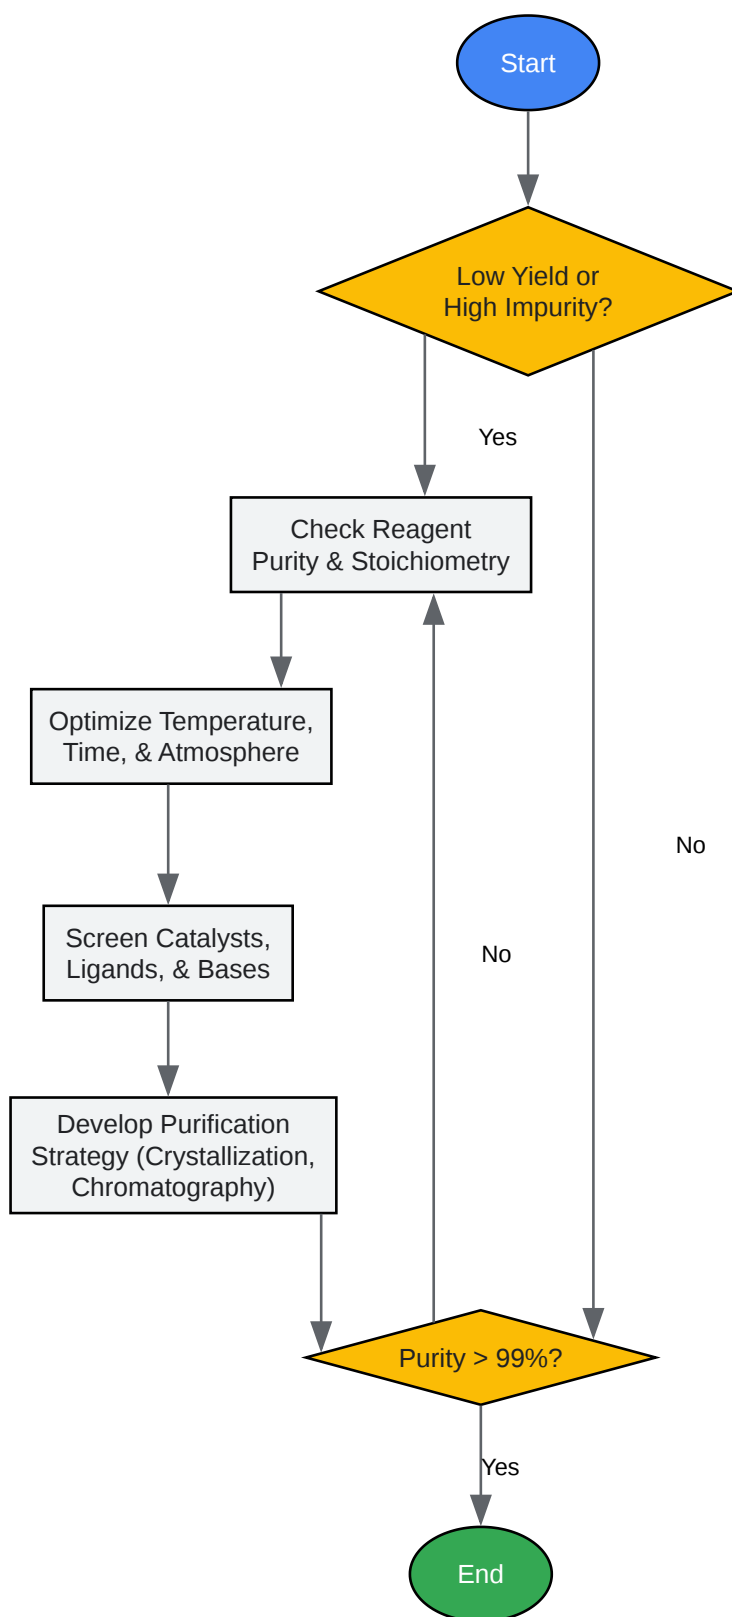 Start
Low Yield or
High Impurity?
Yes
Check Reagent
Purity & Stoichiometry
Optimize Temperature,
Time, & Atmosphere
No
Screen Catalysts,
Ligands, & Bases
No
Develop Purification
Strategy (Crystallization,
Chromatography)
Purity > 99%?
Yes
End